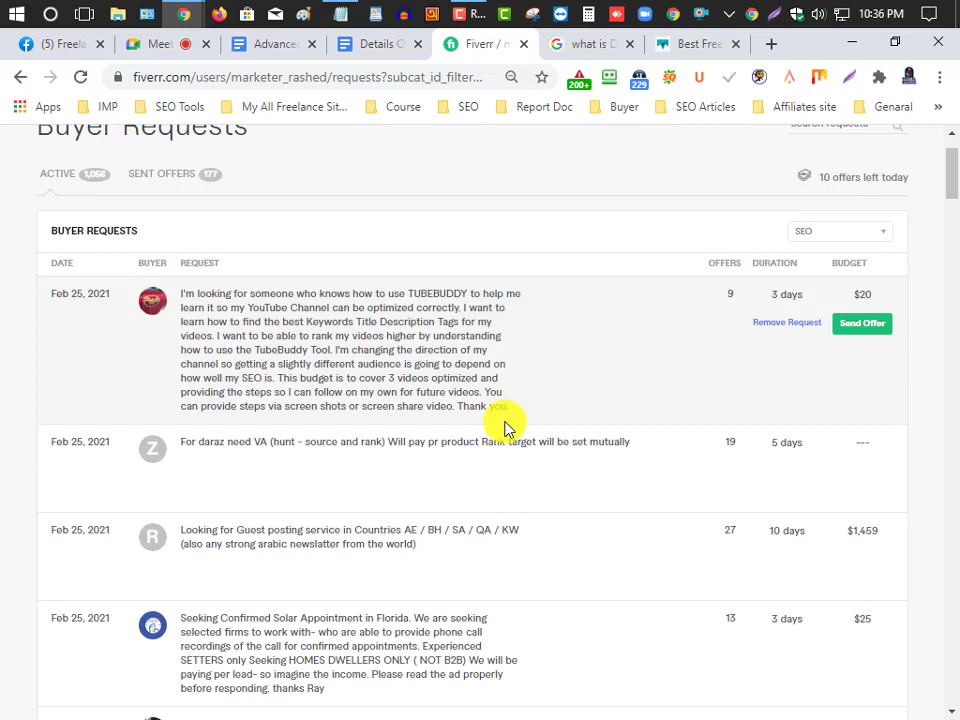 10:36 PM
(5) Freela
Meet
Advance
Details O
Fiverr / m
what is D
Best Free
fiverr.com/users/marketer_rashed/requests?subcat_id_filter...
200+
229
Apps
IMP
SEO Tools
My All Freelance Sit...
Course
SEO
Report Doc
Buyer
SEO Articles
Affiliates site
Genaral
»
Buyer Requests
Search requests
ACTIVE 1,056
SENT OFFERS 177
10 offers left today
BUYER REQUESTS
SEO
DATE BUYER REQUEST OFFERS DURATION BUDGET
Feb 25, 2021
I'm looking for someone who knows how to use TUBEBUDDY to help me
learn it so my YouTube Channel can be optimized correctly. I want to
learn how to find the best Keywords Title Description Tags for my
videos. I want to be able to rank my videos higher by understanding
how to use the TubeBuddy Tool. I'm changing the direction of my
channel so getting a slightly different audience is going to depend on
how well my SEO is. This budget is to cover 3 videos optimized and
providing the steps so I can follow on my own for future videos. You
can provide steps via screen shots or screen share video. Thank you.
9
3 days
$20
Remove Request
Send Offer
Feb 25, 2021
Z
For daraz need VA (hunt - source and rank) Will pay pr product Rank target will be set mutually
19
5 days
---
Feb 25, 2021
R
Looking for Guest posting service in Countries AE / BH / SA / QA / KW
(also any strong arabic newslatter from the world)
27
10 days
$1,459
Feb 25, 2021
Seeking Confirmed Solar Appointment in Florida. We are seeking
selected firms to work with- who are able to provide phone call
recordings of the call for confirmed appointments. Experienced
SETTERS only Seeking HOMES DWELLERS ONLY ( NOT B2B) We will be
paying per lead- so imagine the income. Please read the ad properly
before responding. thanks Ray
13
3 days
$25